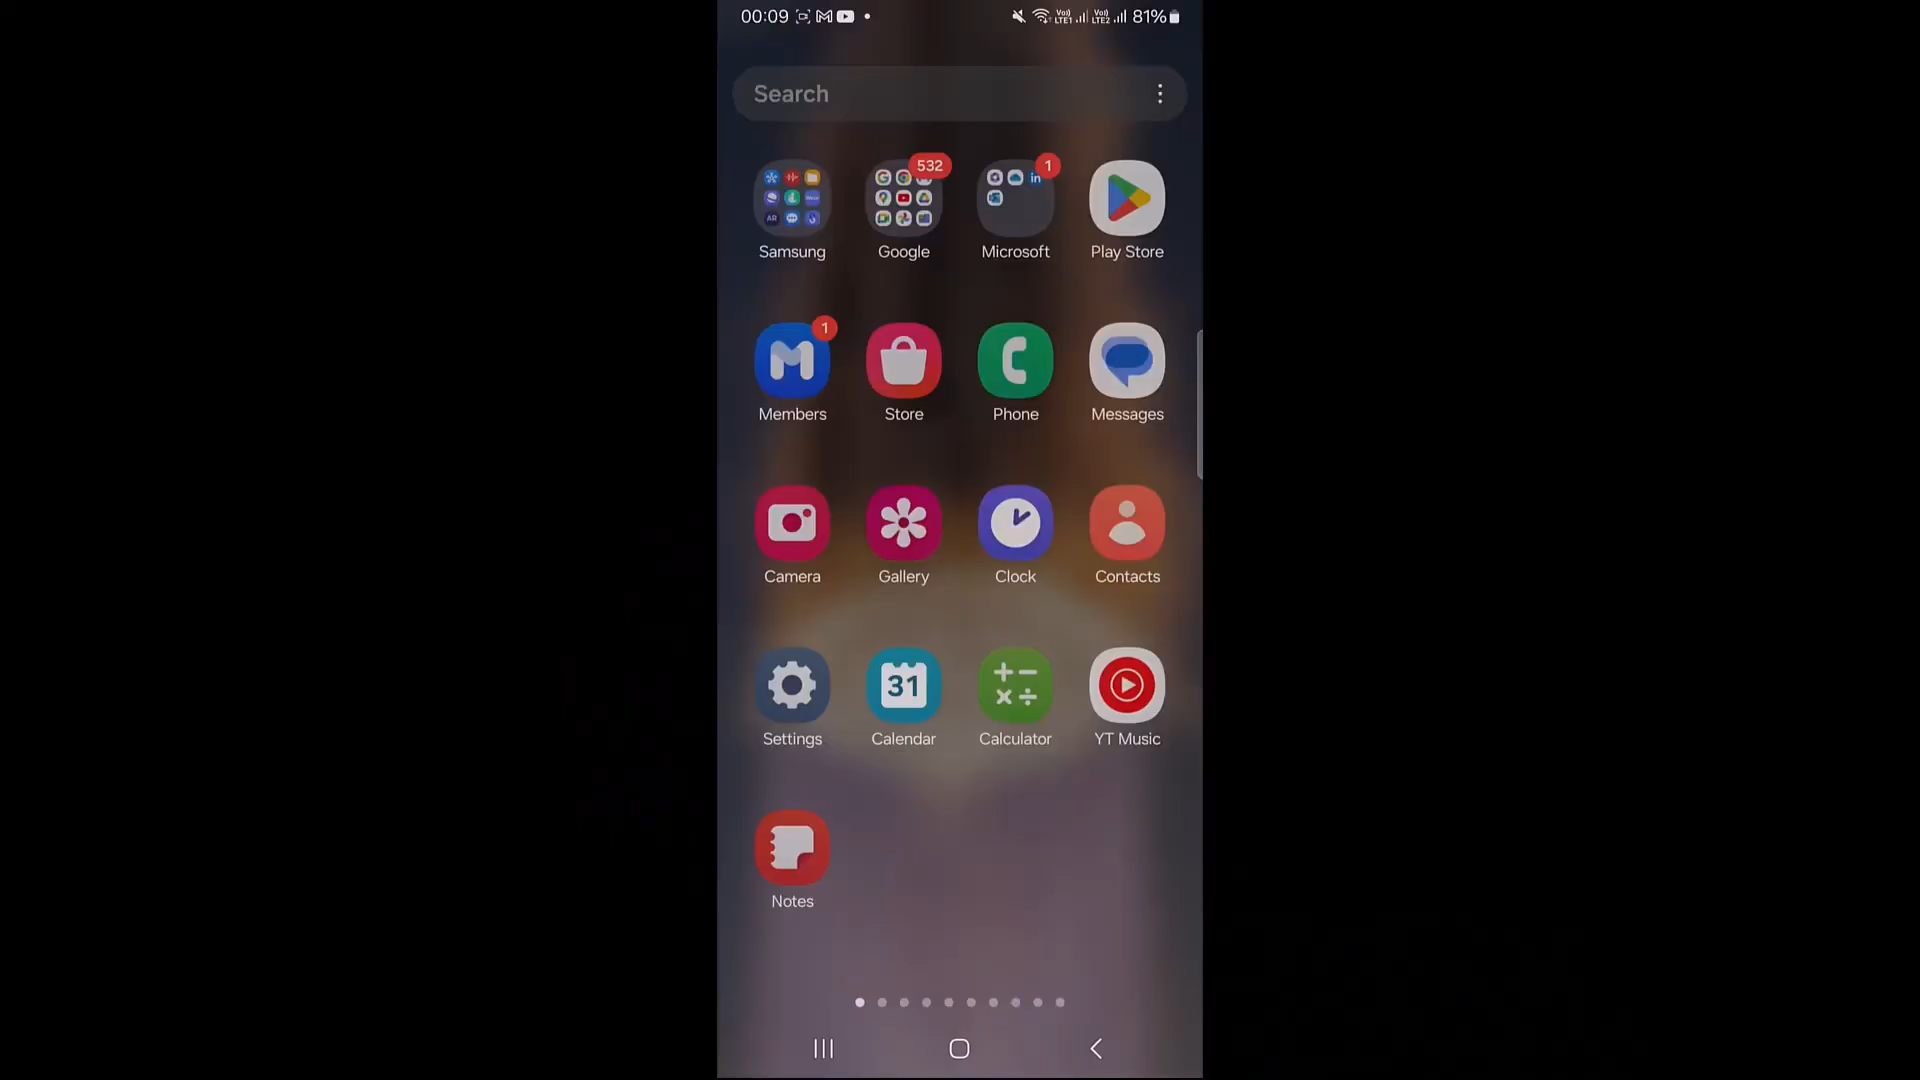 00:09 81%
Search
532 1
Samsung Google Microsoft Play Store
1
Members Store Phone Messages
Camera Gallery Clock Contacts
31
Settings Calendar Calculator YT Music
Notes